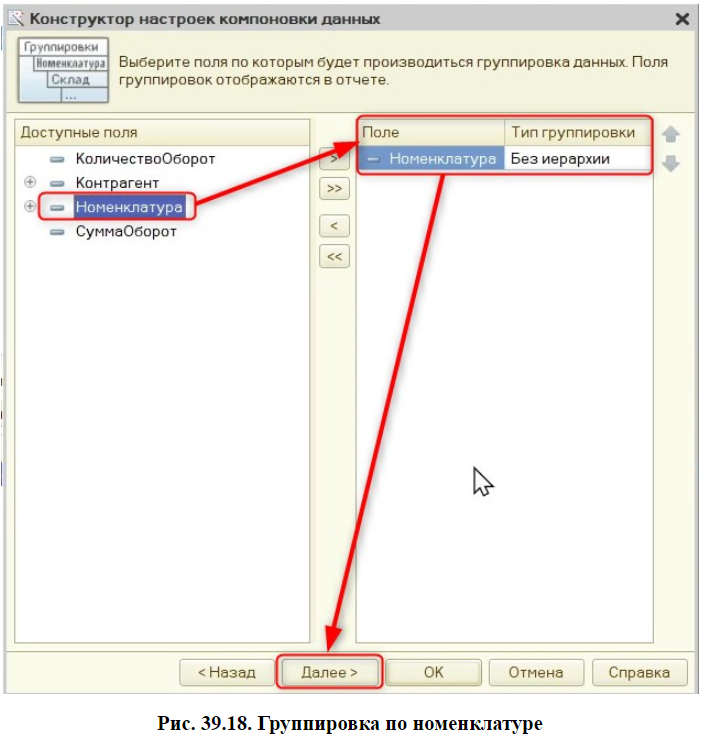 Конструктор настроек компоновки данных
Группировки
Номенклатура
Склад
...
Выберите поля по которым будет производиться группировка данных. Поля
группировок отображаются в отчете.
Доступные поля
КоличествоОборот
Контрагент
Номенклатура
СуммаОборот
>
>>
<
<<
Поле Тип группировки
Номенклатура Без иерархии
< Назад Далее > OK Отмена Справка
Рис. 39.18. Группировка по номенклатуре